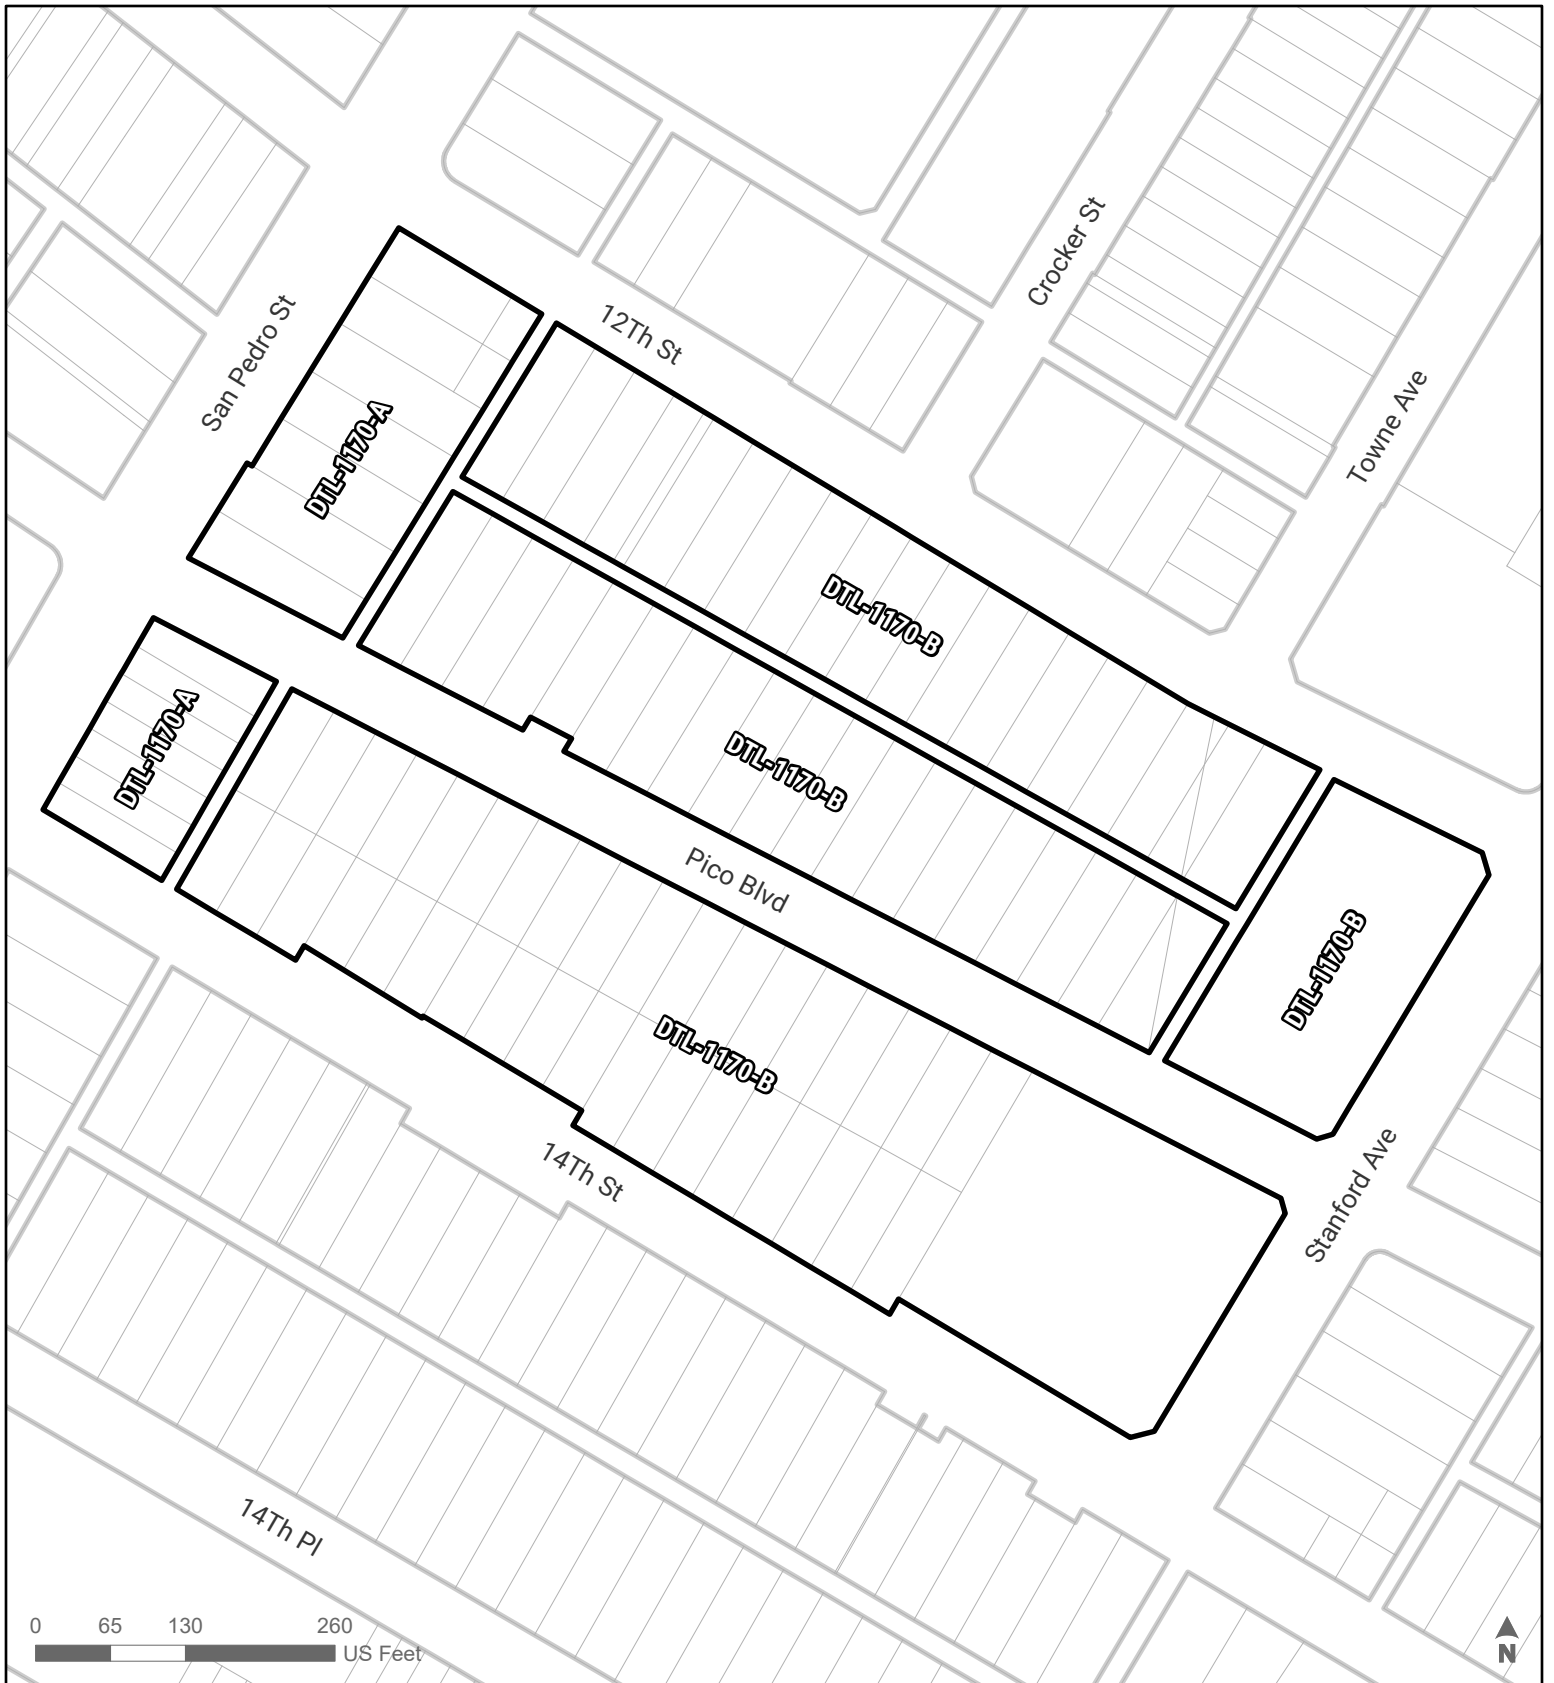 Crocker St
San Pedro St
12Th St
Towne Ave
DTL-1170-A
DTL-1170-B
DTL-1170-A
DTL-1170-B
Pico Blvd
DTL-1170-B
DTL-1170-B
14Th St
Stanford Ave
14Th Pl
0 65 130 260
US Feet
N